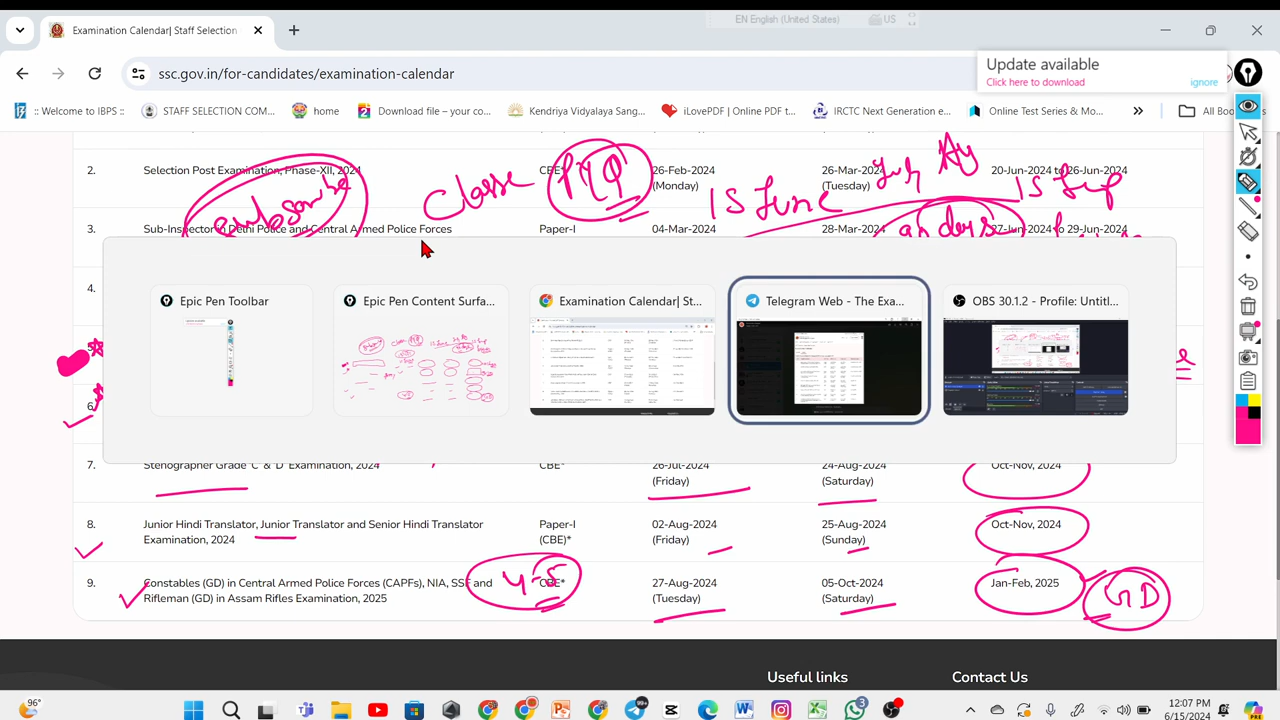 EN English (United States) US
Examination Calendar| Staff Selection
ssc.gov.in/for-candidates/examination-calendar
Update available
Click here to download ignore
:: Welcome to IBPS :: STAFF SELECTION COM... home Download file – your co... Kendriya Vidyalaya Sang... iLovePDF | Online PDF t... IRCTC Next Generation e... Online Test Series & Mo... » All Bo
2. Selection Post Examination, Phase-XII, 2024 CBE* 26-Feb-2024 26-Mar-2024 20-Jun-2024 to 26-Jun-2024
(Monday) (Tuesday)
Classe PYQ 15 June July
15 Sep
3. Sub-Inspector in Delhi Police and Central Armed Police Forces Paper-I 04-Mar-2024 28-Mar-2024 27-Jun-2024 to 29-Jun-2024
4.
Epic Pen Toolbar Epic Pen Content Surfa... Examination Calendar| St... Telegram Web - The Exa... OBS 30.1.2 - Profile: Untitl...
6.
7. Stenographer Grade 'C' & 'D' Examination, 2024 CBE* 26-Jul-2024 24-Aug-2024 Oct-Nov, 2024
(Friday) (Saturday)
8. Junior Hindi Translator, Junior Translator and Senior Hindi Translator Paper-I 02-Aug-2024 25-Aug-2024 Oct-Nov, 2024
Examination, 2024 (CBE)* (Friday) (Sunday)
9. Constables (GD) in Central Armed Police Forces (CAPFs), NIA, SSF and CBE* 27-Aug-2024 05-Oct-2024 Jan-Feb, 2025
Rifleman (GD) in Assam Rifles Examination, 2025 (Tuesday) (Saturday)
4-5 GD
Useful links Contact Us
96° 99+ 3 12:07 PM
6/15/2024